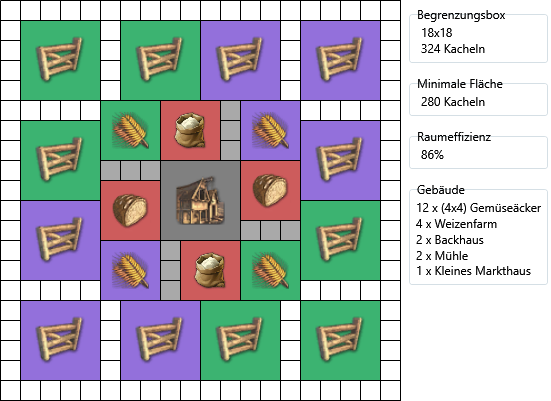 Begrenzungsbox
18x18
324 Kacheln
Minimale Fläche
280 Kacheln
Raumeffizienz
86%
Gebäude
12 x (4x4) Gemüseäcker
4 x Weizenfarm
2 x Backhaus
2 x Mühle
1 x Kleines Markthaus